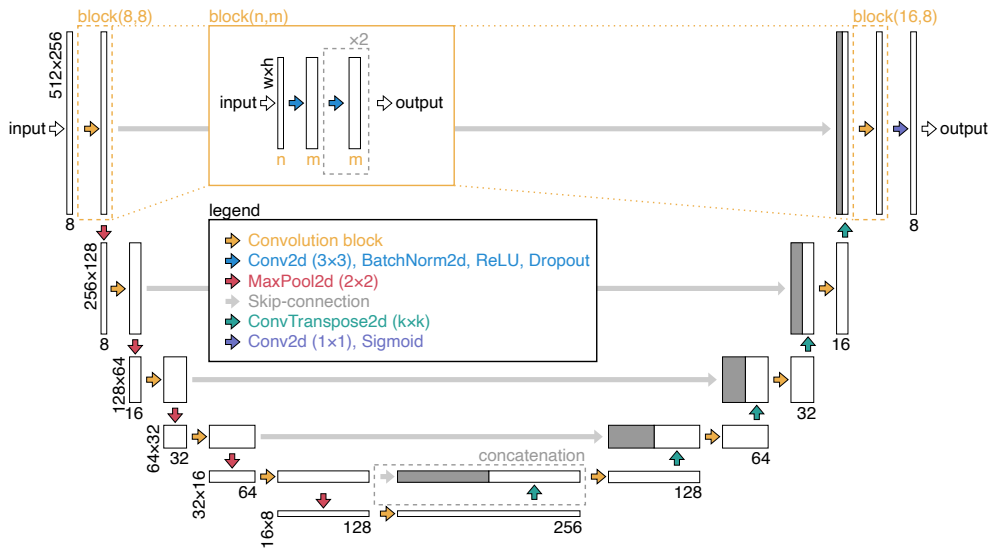 block(8,8)
block(n,m)
block(16,8)
×2
512×256
w×h
input
input
output
output
n
m
m
8
8
legend
Convolution block
Conv2d (3×3), BatchNorm2d, ReLU, Dropout
MaxPool2d (2×2)
Skip-connection
ConvTranspose2d (k×k)
Conv2d (1×1), Sigmoid
256×128
8
16
128×64
16
32
64×32
32
64
concatenation
32×16
64
128
16×8
128
256